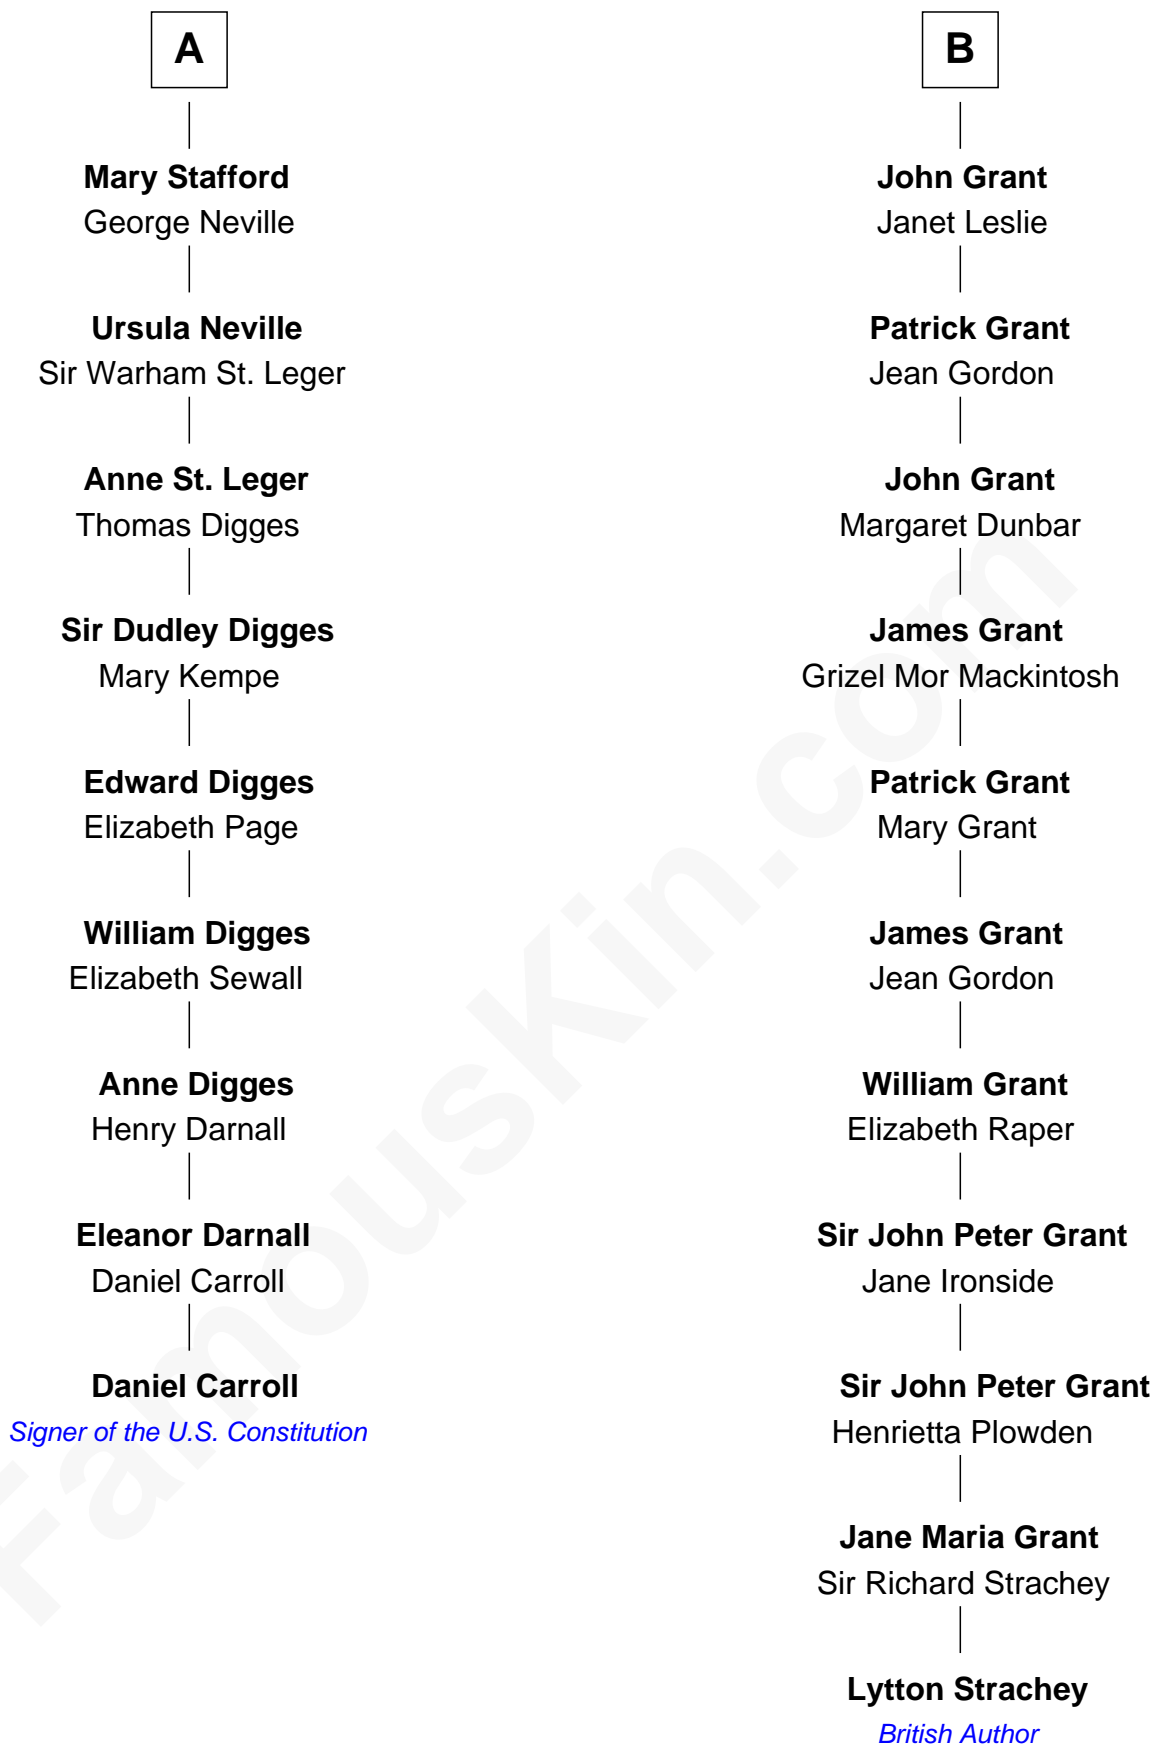 A
Mary Stafford
George Neville
Ursula Neville
Sir Warham St. Leger
Anne St. Leger
Thomas Digges
Sir Dudley Digges
Mary Kempe
Edward Digges
Elizabeth Page
William Digges
Elizabeth Sewall
Anne Digges
Henry Darnall
Eleanor Darnall
Daniel Carroll
Daniel Carroll
Signer of the U.S. Constitution
B
John Grant
Janet Leslie
Patrick Grant
Jean Gordon
John Grant
Margaret Dunbar
James Grant
Grizel Mor Mackintosh
Patrick Grant
Mary Grant
James Grant
Jean Gordon
William Grant
Elizabeth Raper
Sir John Peter Grant
Jane Ironside
Sir John Peter Grant
Henrietta Plowden
Jane Maria Grant
Sir Richard Strachey
Lytton Strachey
British Author
FamousKin.com